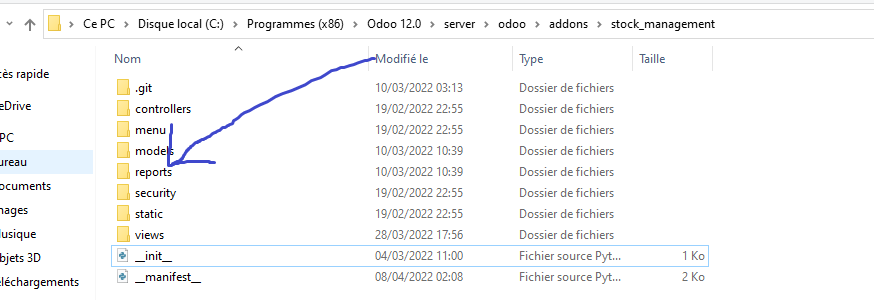 Ce PC > Disque local (C:) > Programmes (x86) > Odoo 12.0 > server > odoo > addons > stock_management
Nom Modifié le Type Taille
cès rapide
.git 10/03/2022 03:13 Dossier de fichiers
eDrive
controllers 19/02/2022 22:55 Dossier de fichiers
menu 19/02/2022 22:55 Dossier de fichiers
PC
models 10/03/2022 10:39 Dossier de fichiers
ureau
reports 10/03/2022 10:39 Dossier de fichiers
ocuments
security 19/02/2022 22:55 Dossier de fichiers
mages
static 19/02/2022 22:55 Dossier de fichiers
usique
views 28/03/2022 17:56 Dossier de fichiers
bjets 3D
__init__ 04/03/2022 11:00 Fichier source Pyt... 1 Ko
éléchargements
__manifest__ 08/04/2022 02:08 Fichier source Pyt... 2 Ko